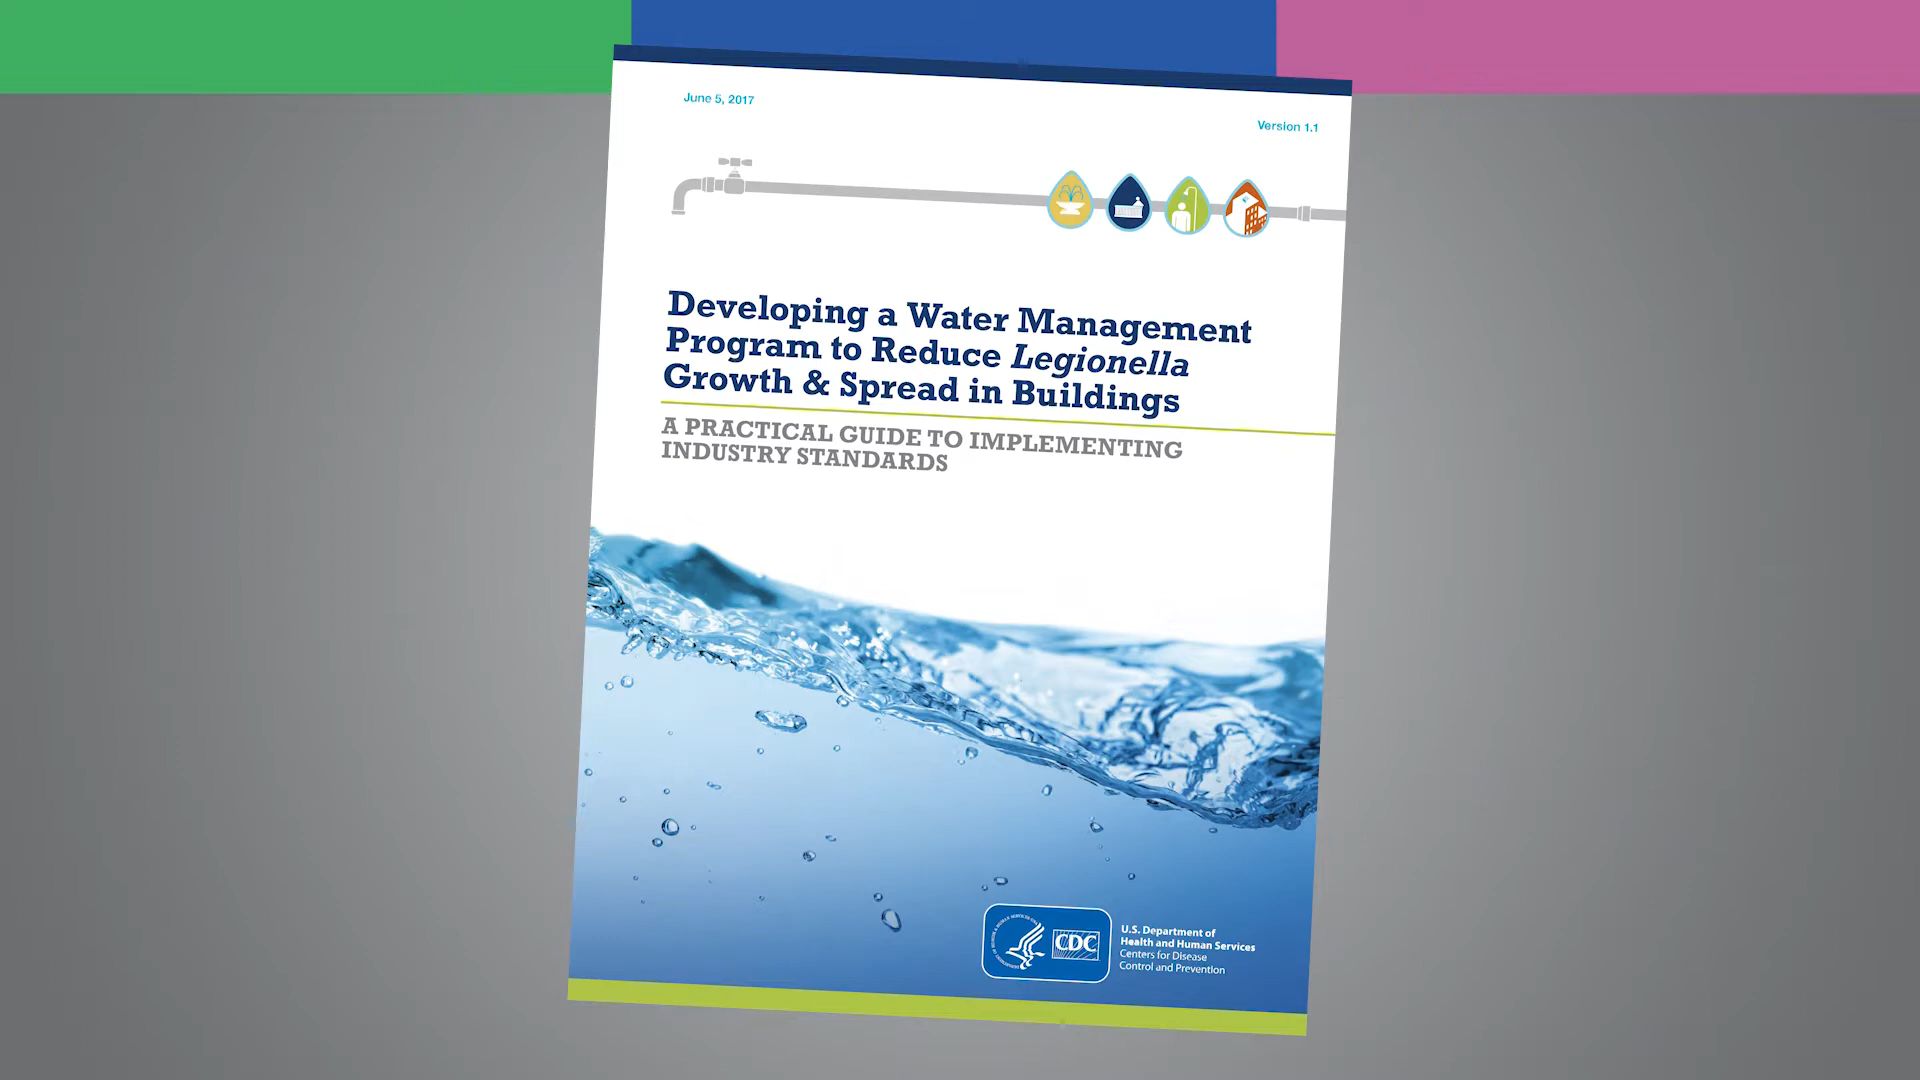 June 5, 2017
Version 1.1
Developing a Water Management
Program to Reduce Legionella
Growth & Spread in Buildings
A PRACTICAL GUIDE TO IMPLEMENTING
INDUSTRY STANDARDS
CDC
U.S. Department of
Health and Human Services
Centers for Disease
Control and Prevention